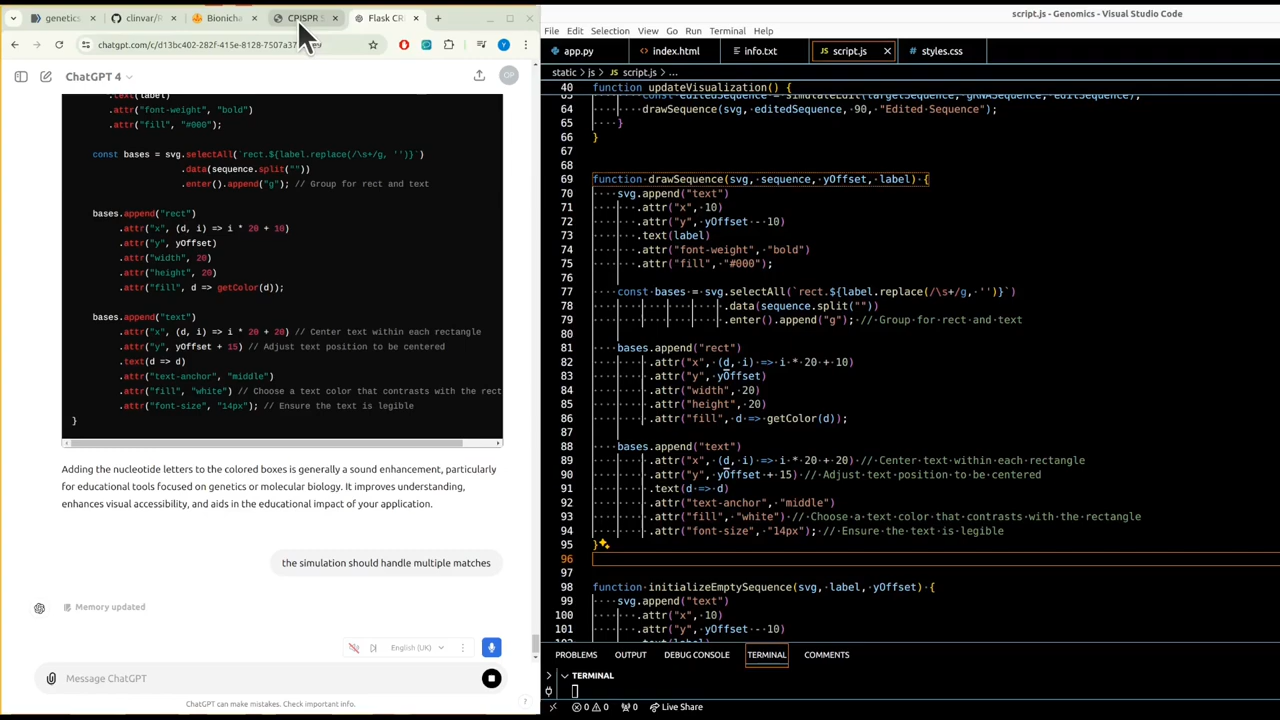 genetics
clinvar/R
Bionicha
CRISPR
Flask CR
chatgpt.com/c/d13bc402-282f-415e-8128-7507a37
ChatGPT 4
OP
.text(label)
.attr("font-weight", "bold")
.attr("fill", "#000");
const bases = svg.selectAll(`rect.${label.replace(/\s+/g, '')}`)
.data(sequence.split(""))
.enter().append("g"); // Group for rect and text
bases.append("rect")
.attr("x", (d, i) => i * 20 + 10)
.attr("y", yOffset)
.attr("width", 20)
.attr("height", 20)
.attr("fill", d => getColor(d));
bases.append("text")
.attr("x", (d, i) => i * 20 + 20) // Center text within each rectangle
.attr("y", yOffset + 15) // Adjust text position to be centered
.text(d => d)
.attr("text-anchor", "middle")
.attr("fill", "white") // Choose a text color that contrasts with the rect
.attr("font-size", "14px"); // Ensure the text is legible
}
Adding the nucleotide letters to the colored boxes is generally a sound enhancement, particularly
for educational tools focused on genetics or molecular biology. It improves understanding,
enhances visual accessibility, and aids in the educational impact of your application.
the simulation should handle multiple matches
Memory updated
English (UK)
Message ChatGPT
ChatGPT can make mistakes. Check important info.
?
script.js - Genomics - Visual Studio Code
File Edit Selection View Go Run Terminal Help
app.py index.html info.txt script.js styles.css
static > js > script.js > ...
40 function updateVisualization() {
64 drawSequence(svg, editedSequence, 90, "Edited Sequence");
65 }
66 }
67
68
69 function drawSequence(svg, sequence, yOffset, label) {
70 svg.append("text")
71 .attr("x", 10)
72 .attr("y", yOffset - 10)
73 .text(label)
74 .attr("font-weight", "bold")
75 .attr("fill", "#000");
76
77 const bases = svg.selectAll(`rect.${label.replace(/\s+/g, '')}`)
78 .data(sequence.split(""))
79 .enter().append("g"); // Group for rect and text
80
81 bases.append("rect")
82 .attr("x", (d, i) => i * 20 + 10)
83 .attr("y", yOffset)
84 .attr("width", 20)
85 .attr("height", 20)
86 .attr("fill", d => getColor(d));
87
88 bases.append("text")
89 .attr("x", (d, i) => i * 20 + 20) // Center text within each rectangle
90 .attr("y", yOffset + 15) // Adjust text position to be centered
91 .text(d => d)
92 .attr("text-anchor", "middle")
93 .attr("fill", "white") // Choose a text color that contrasts with the rectangle
94 .attr("font-size", "14px"); // Ensure the text is legible
95 }
96
97
98 function initializeEmptySequence(svg, label, yOffset) {
99 svg.append("text")
100 .attr("x", 10)
101 .attr("y", yOffset - 10)
PROBLEMS OUTPUT DEBUG CONSOLE TERMINAL COMMENTS
TERMINAL
0 0 0 Live Share